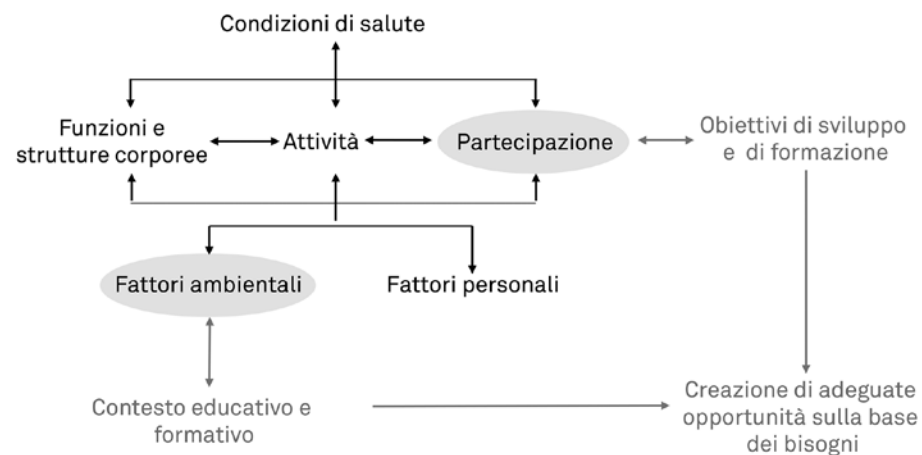 Condizioni di salute
Funzioni e
strutture corporee
Attività
Partecipazione
Obiettivi di sviluppo
e di formazione
Fattori ambientali
Fattori personali
Contesto educativo e
formativo
Creazione di adeguate
opportunità sulla base
dei bisogni